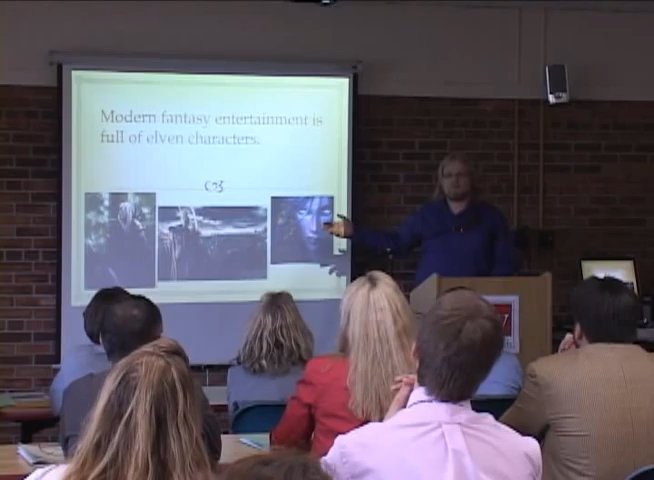 Modern fantasy entertainment is
full of elven characters.